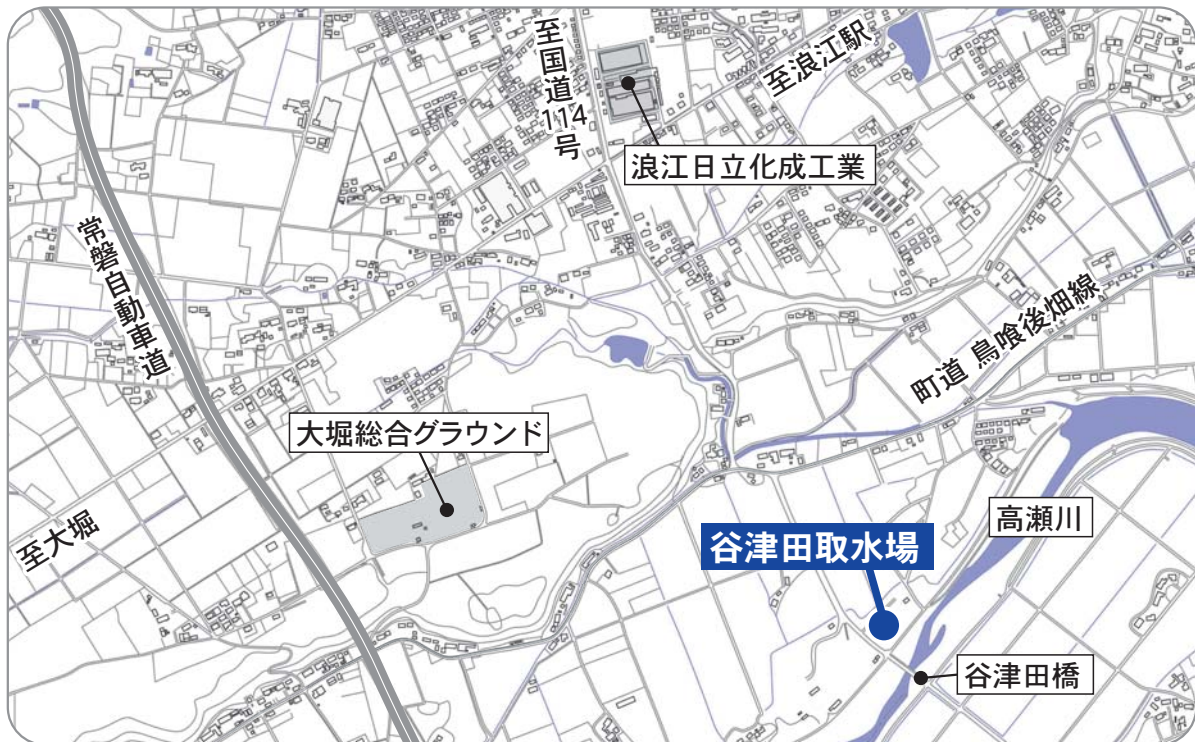 至国道114号
至浪江駅
浪江日立化成工業
常磐自動車道
町道 鳥喰後畑線
大堀総合グラウンド
至大堀
高瀬川
谷津田取水場
谷津田橋